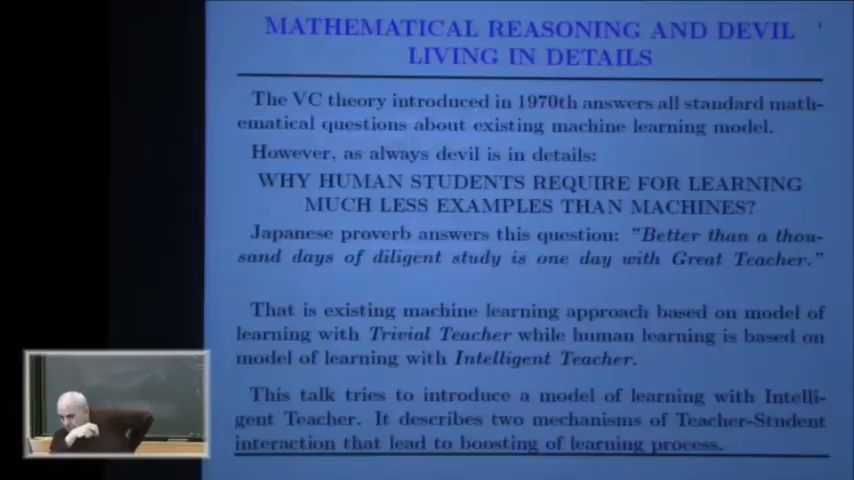 MATHEMATICAL REASONING AND DEVIL
LIVING IN DETAILS
The VC theory introduced in 1970th answers all standard math-
ematical questions about existing machine learning model.
However, as always devil is in details:
WHY HUMAN STUDENTS REQUIRE FOR LEARNING
MUCH LESS EXAMPLES THAN MACHINES?
Japanese proverb answers this question: "Better than a thou-
sand days of diligent study is one day with Great Teacher."
That is existing machine learning approach based on model of
learning with Trivial Teacher while human learning is based on
model of learning with Intelligent Teacher.
This talk tries to introduce a model of learning with Intelli-
gent Teacher. It describes two mechanisms of Teacher-Student
interaction that lead to boosting of learning process.